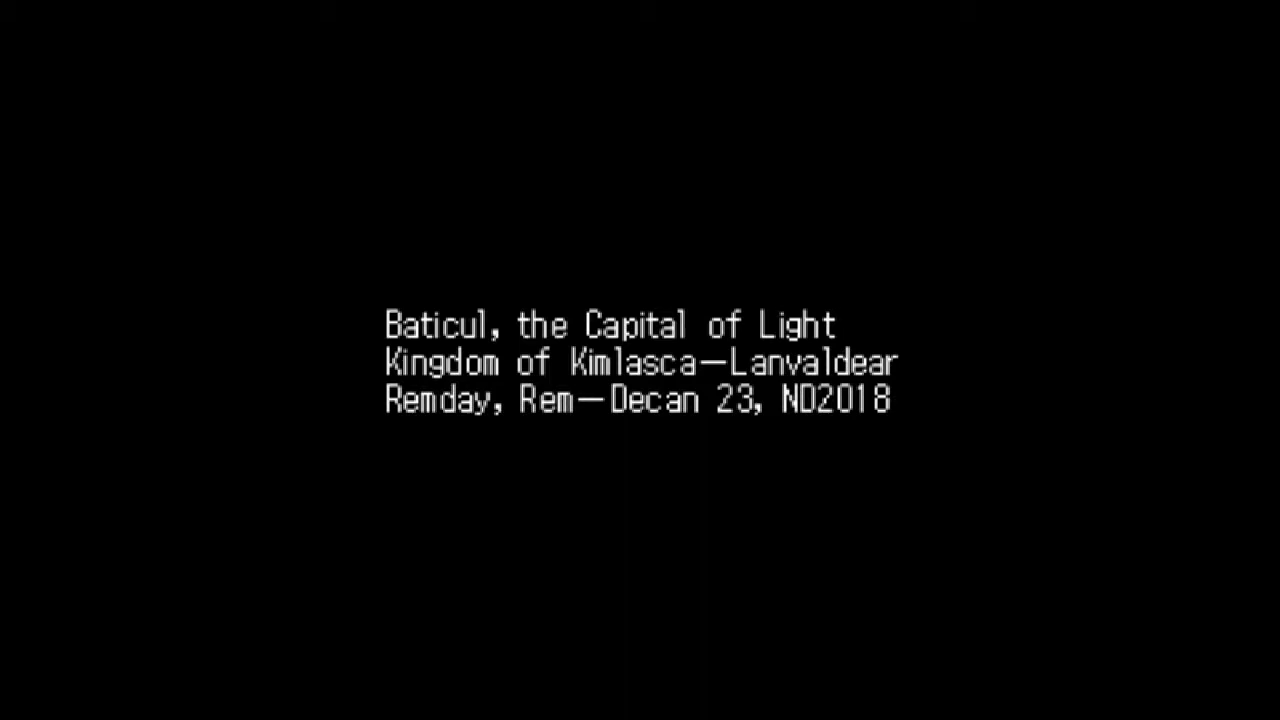 Baticul, the Capital of Light
Kingdom of Kimlasca—Lanvaldear
Remday, Rem—Decan 23, ND2018